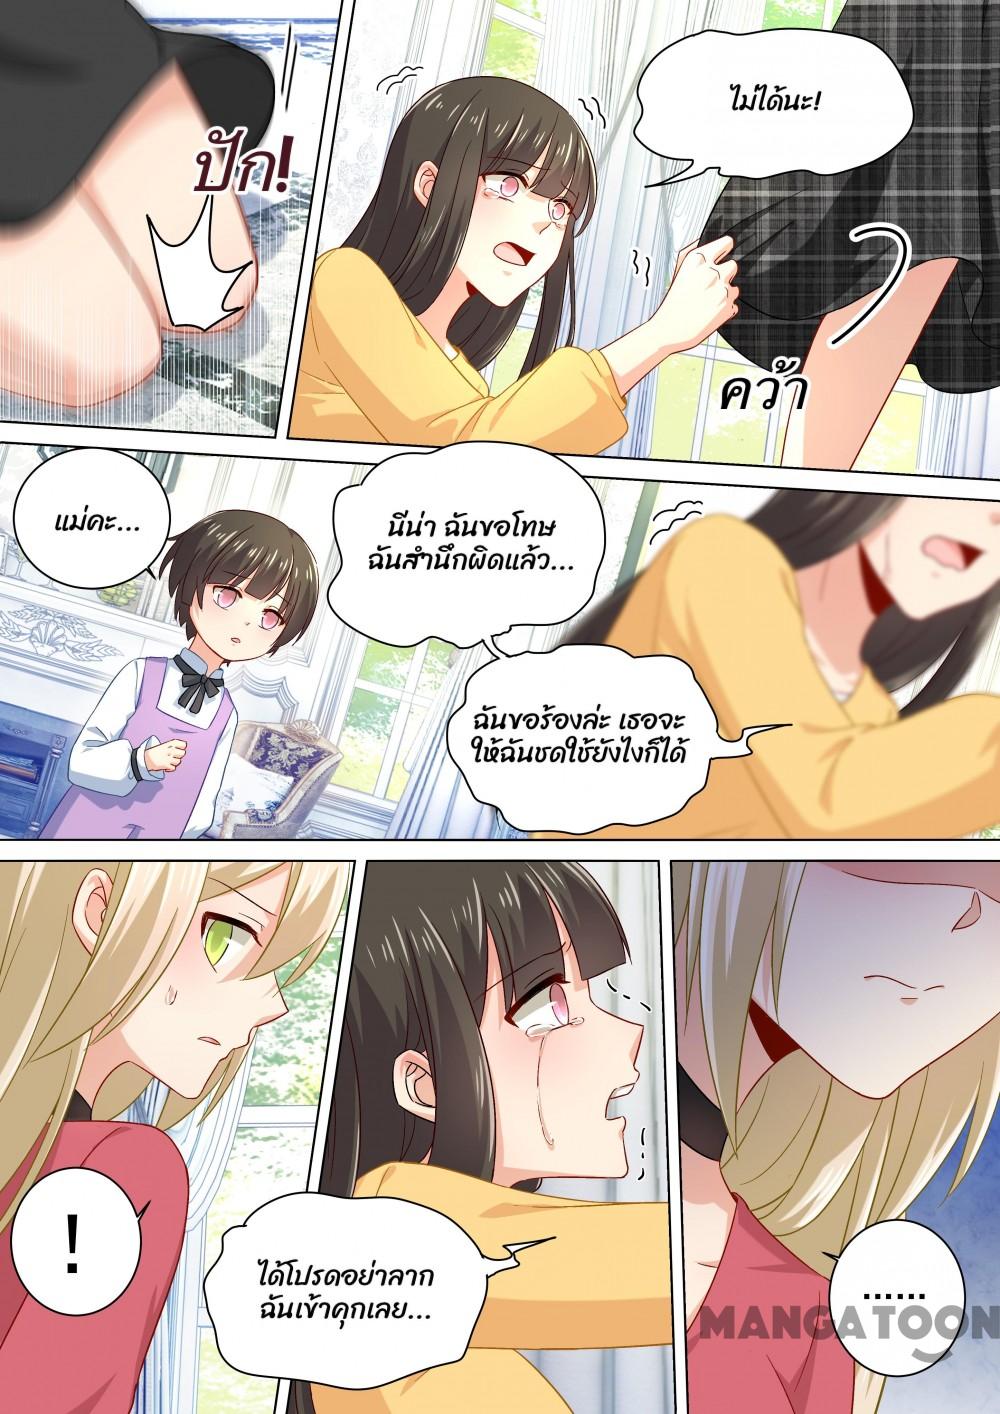 ปัก!
ไม่ได้นะ!
คว้า
แม่คะ...
นีน่า ฉันขอโทษ
ฉันสำนึกผิดแล้ว...
ฉันขอร้องล่ะ เธอจะ
ให้ฉันชดใช้ยังไงก็ได้
!
ได้โปรดอย่าลาก
ฉันเข้าคุกเลย...
......
MANGATOON